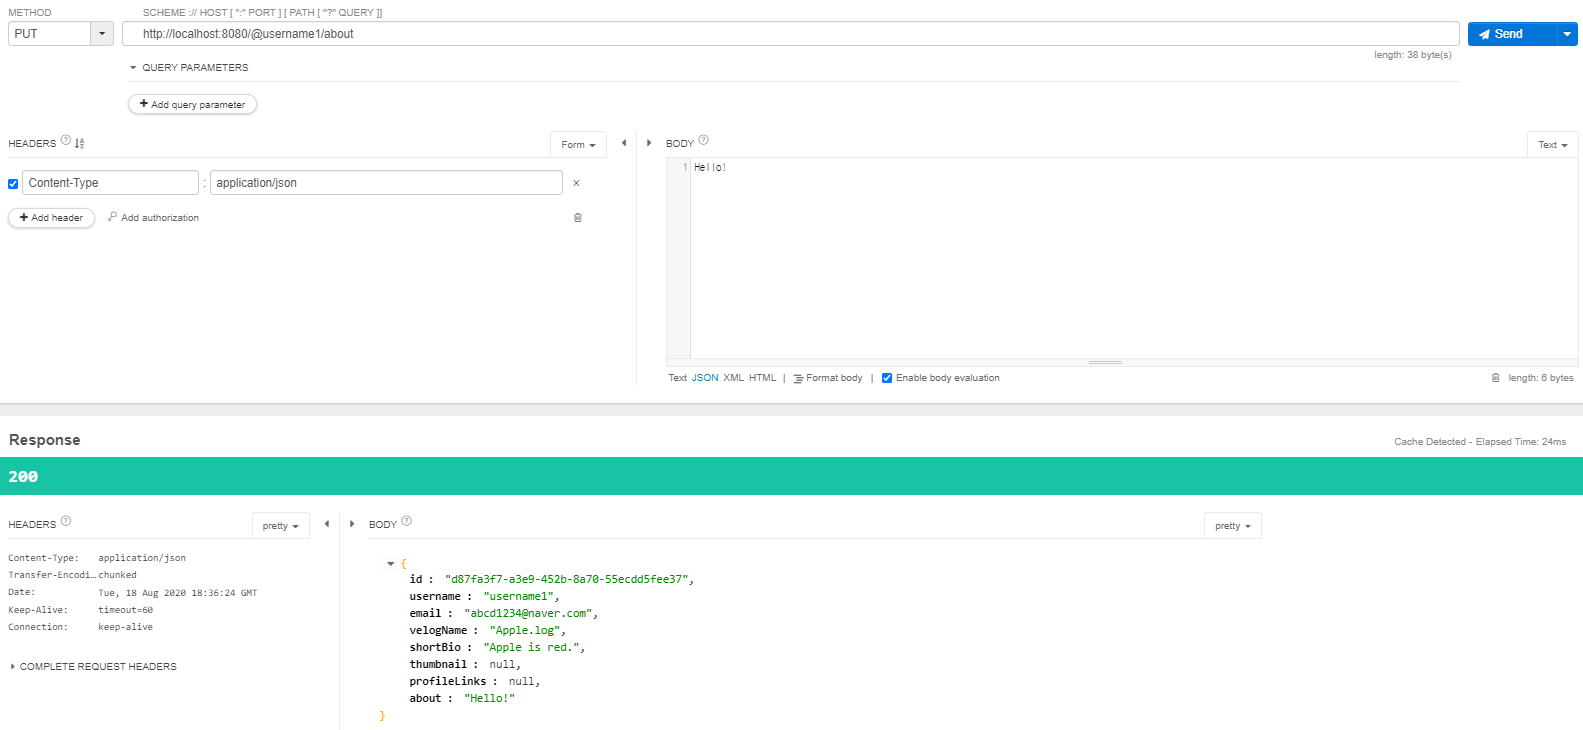 METHOD
SCHEME :// HOST [ ":" PORT ] [ PATH [ "?" QUERY ]]
PUT
http://localhost:8080/@username1/about
Send
length: 38 byte(s)
QUERY PARAMETERS
+ Add query parameter
HEADERS ?
Form
BODY ?
Text
Content-Type : application/json ×
1 Hello!
+ Add header
Add authorization
Text JSON XML HTML | Format body | Enable body evaluation
length: 6 bytes
Response
Cache Detected - Elapsed Time: 24ms
200
HEADERS ?
pretty
BODY ?
pretty
Content-Type: application/json
Transfer-Encodi… chunked
Date: Tue, 18 Aug 2020 18:36:24 GMT
Keep-Alive: timeout=60
Connection: keep-alive
COMPLETE REQUEST HEADERS
{
id : "d87fa3f7-a3e9-452b-8a70-55ecdd5fee37",
username : "username1",
email : "abcd1234@naver.com",
velogName : "Apple.log",
shortBio : "Apple is red.",
thumbnail : null,
profileLinks : null,
about : "Hello!"
}